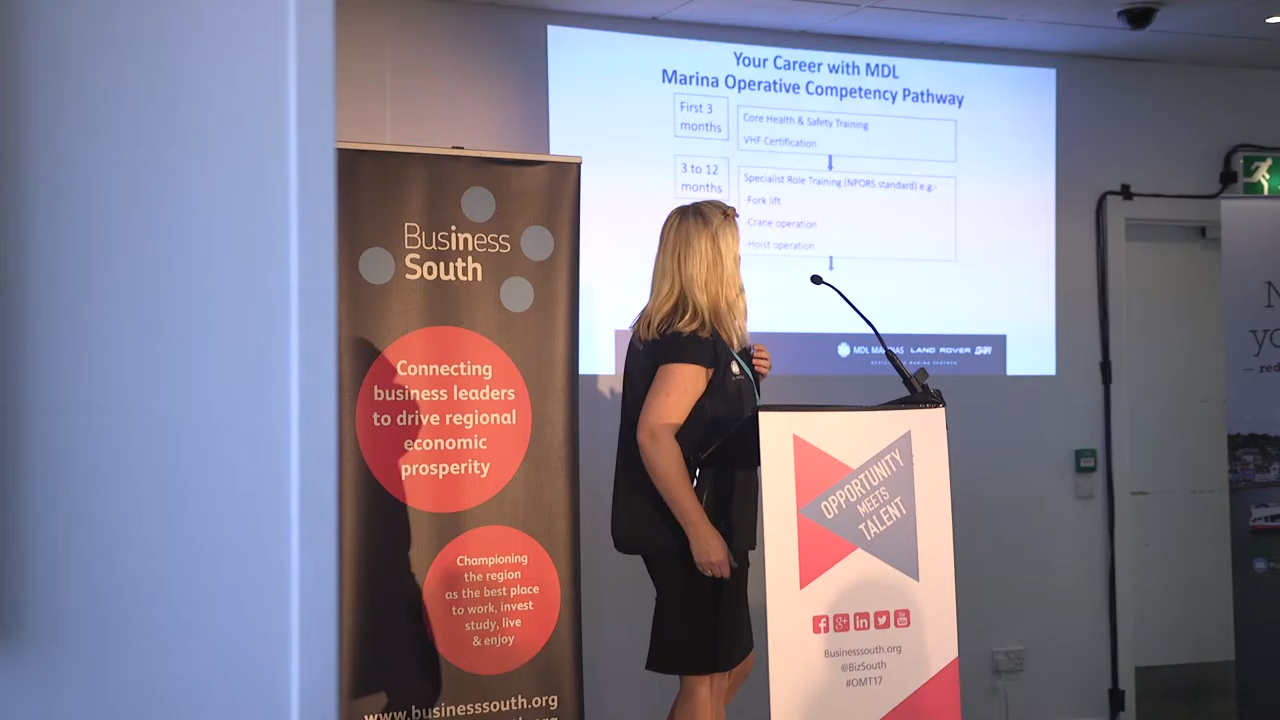 Your Career with MDL
Marina Operative Competency Pathway
First 3
months
Core Health & Safety Training
VHF Certification
3 to 12
months
Specialist Role Training (NPORS standard) e.g:-
-Fork lift
-Crane operation
-Hoist operation
LAND ROVER
Business
South
Connecting
business leaders
to drive regional
economic
prosperity
Championing
the region
as the best place
to work, invest
study, live
& enjoy
www.businesssouth.org
OPPORTUNITY
MEETS
TALENT
Businesssouth.org
@BizSouth
#OMT17